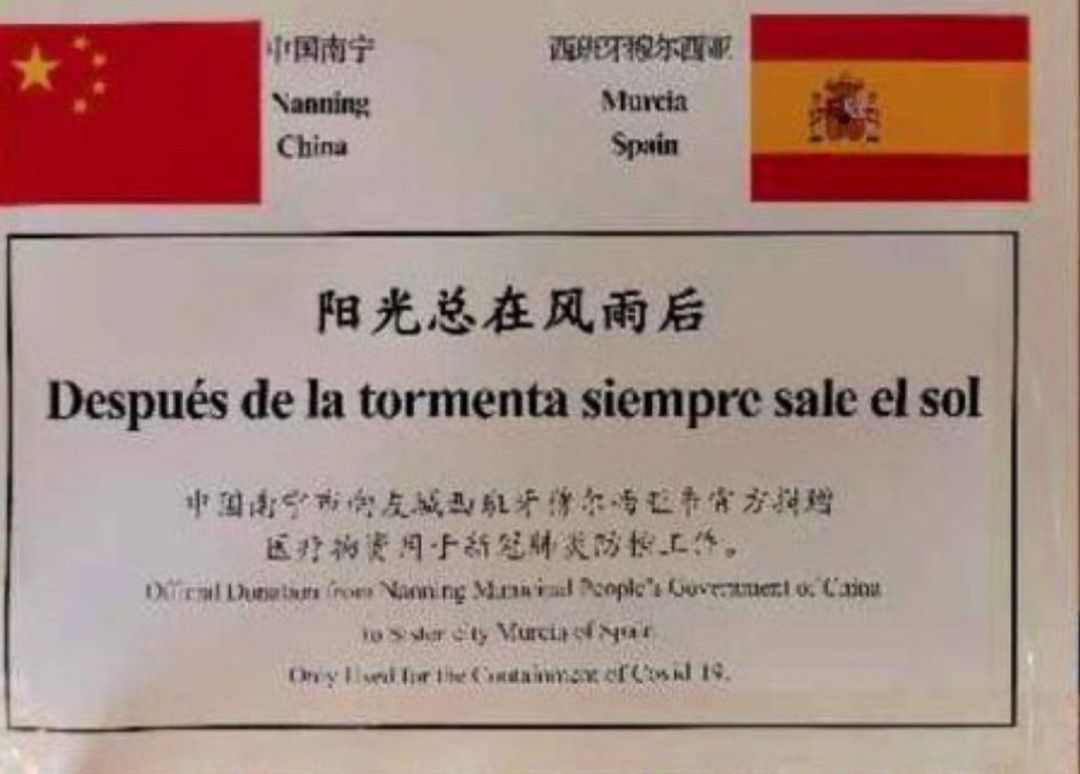 中国南宁
Nanning
China
西班牙穆尔西亚
Murcia
Spain
阳光总在风雨后
Después de la tormenta siempre sale el sol
中国南宁市向友城西班牙穆尔西亚市官方捐赠
医疗物资用于新冠肺炎防控工作。
Official Donation from Nanning Municipal People's Government of China
to Sister city Murcia of Spain
Only Used for the Containment of Covid 19.